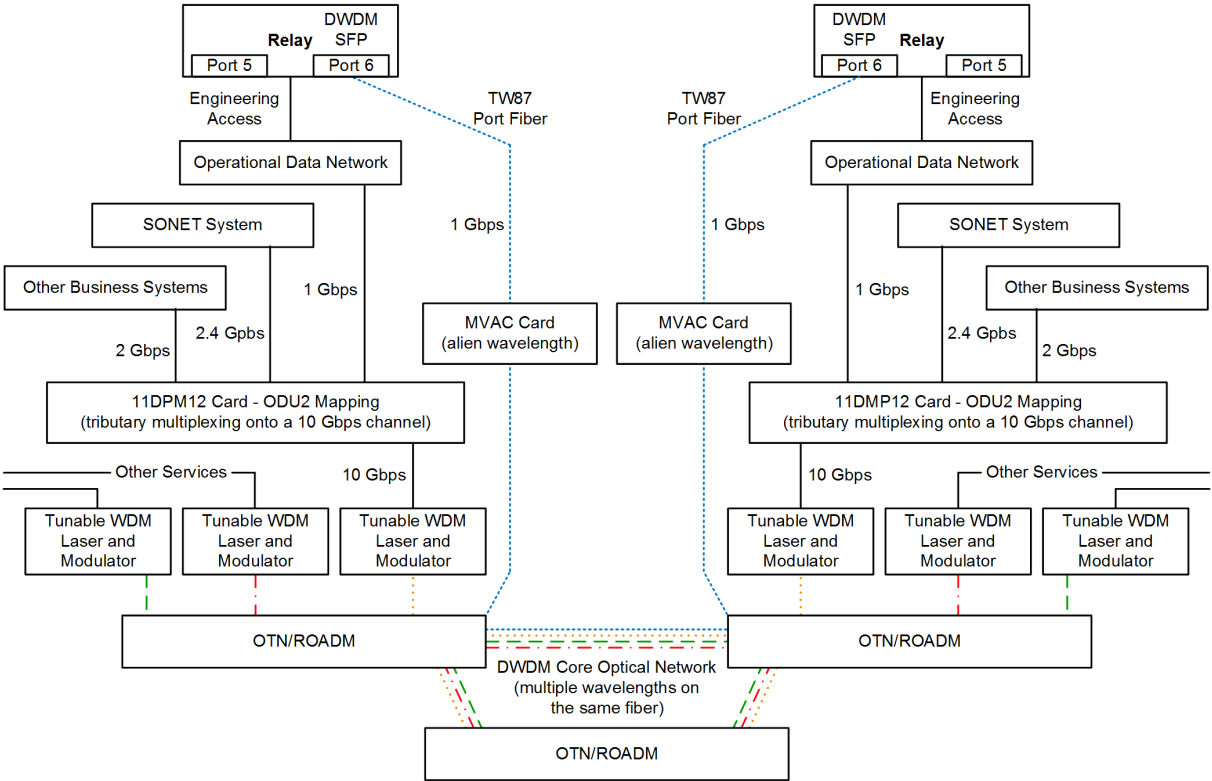 DWDM
SFP
Relay
Port 5
Port 6
DWDM
SFP
Relay
Port 6
Port 5
Engineering
Access
TW87
Port Fiber
TW87
Port Fiber
Engineering
Access
Operational Data Network
Operational Data Network
SONET System
1 Gbps
1 Gbps
SONET System
Other Business Systems
1 Gbps
1 Gbps
Other Business Systems
2.4 Gpbs
2 Gbps
MVAC Card
(alien wavelength)
MVAC Card
(alien wavelength)
2.4 Gpbs
2 Gbps
11DPM12 Card - ODU2 Mapping
(tributary multiplexing onto a 10 Gbps channel)
11DMP12 Card - ODU2 Mapping
(tributary multiplexing onto a 10 Gbps channel)
Other Services
10 Gbps
10 Gbps
Other Services
Tunable WDM
Laser and
Modulator
Tunable WDM
Laser and
Modulator
Tunable WDM
Laser and
Modulator
Tunable WDM
Laser and
Modulator
Tunable WDM
Laser and
Modulator
Tunable WDM
Laser and
Modulator
OTN/ROADM
OTN/ROADM
DWDM Core Optical Network
(multiple wavelengths on
the same fiber)
OTN/ROADM